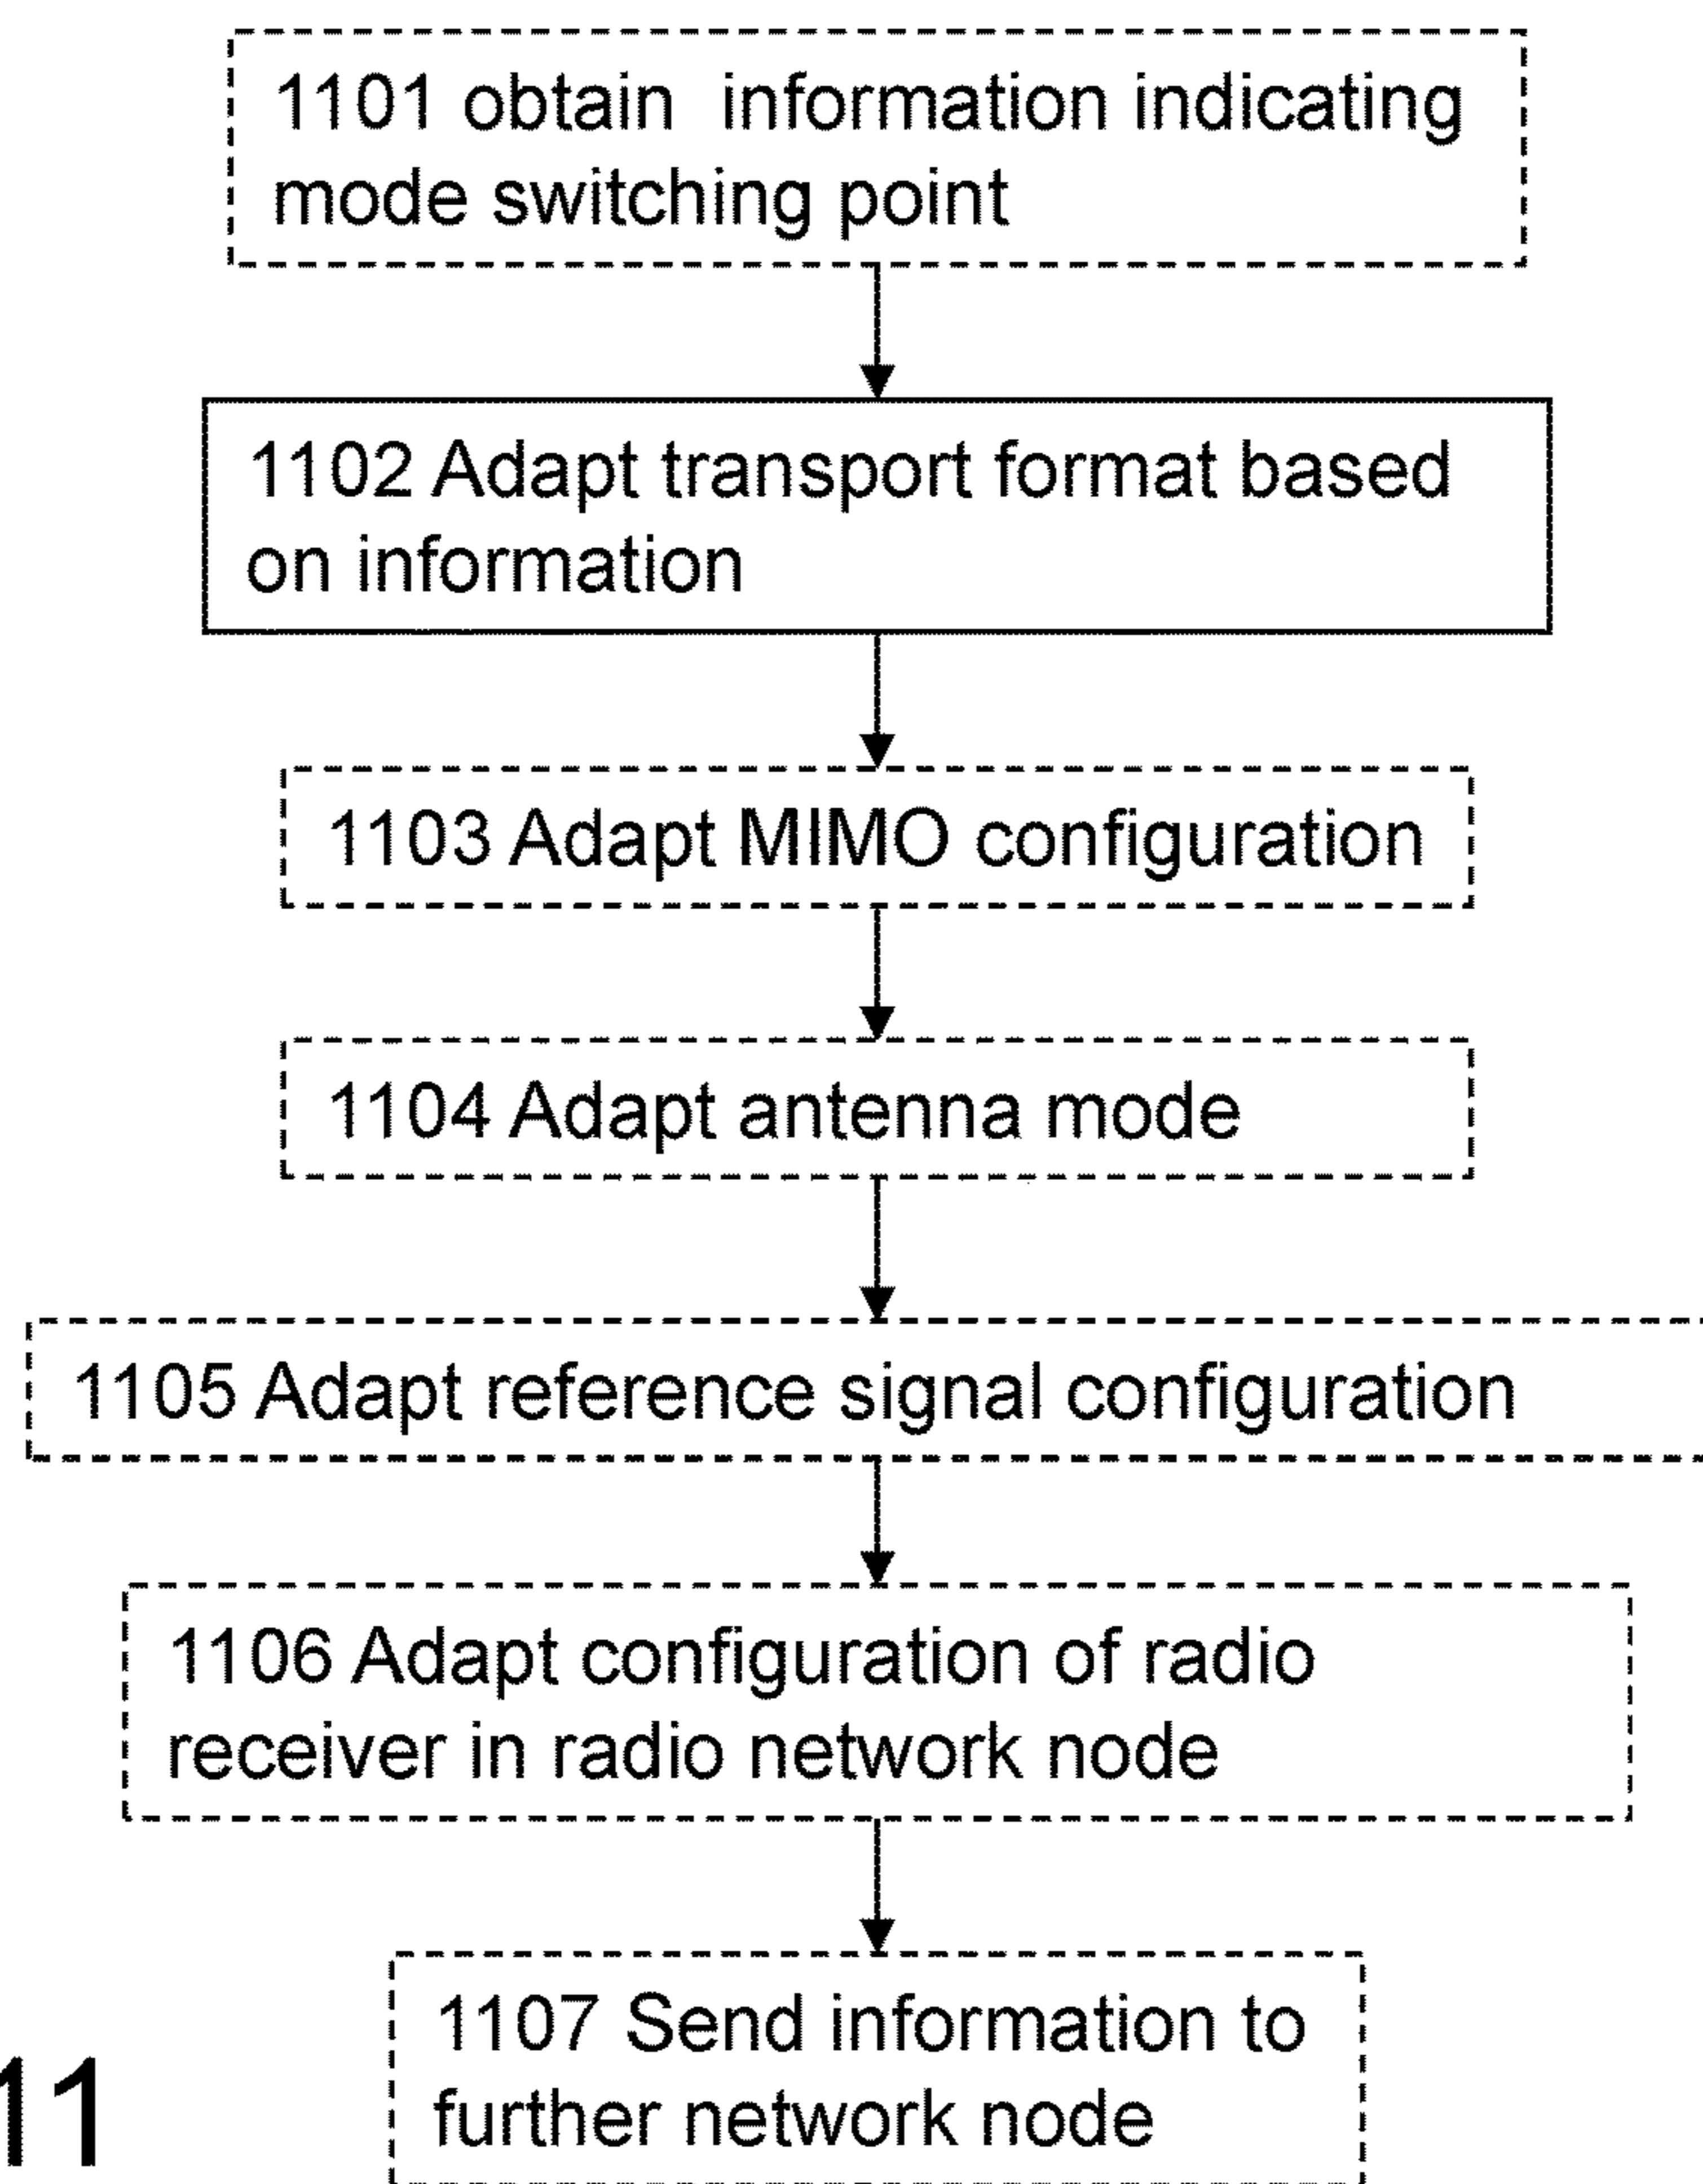 1101 obtain information indicating
mode switching point
1102 Adapt transport format based
on information
1103 Adapt MIMO configuration
1104 Adapt antenna mode
1105 Adapt reference signal configuration
1106 Adapt configuration of radio
receiver in radio network node
1107 Send information to
further network node
11